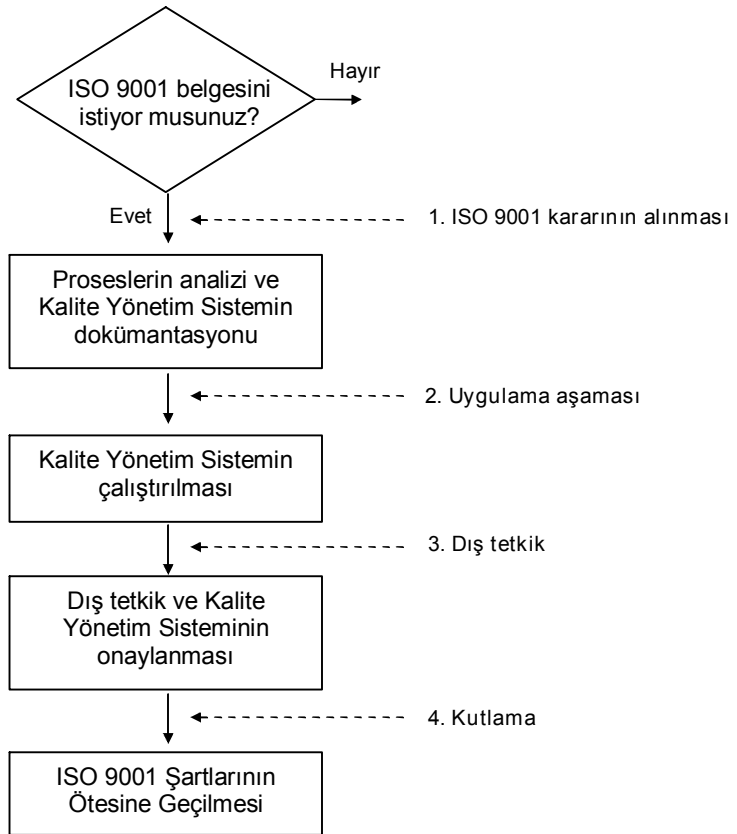 Hayır
ISO 9001 belgesini
istiyor musunuz?
Evet
1. ISO 9001 kararının alınması
Proseslerin analizi ve
Kalite Yönetim Sistemin
dokümantasyonu
2. Uygulama aşaması
Kalite Yönetim Sistemin
çalıştırılması
3. Dış tetkik
Dış tetkik ve Kalite
Yönetim Sisteminin
onaylanması
4. Kutlama
ISO 9001 Şartlarının
Ötesine Geçilmesi